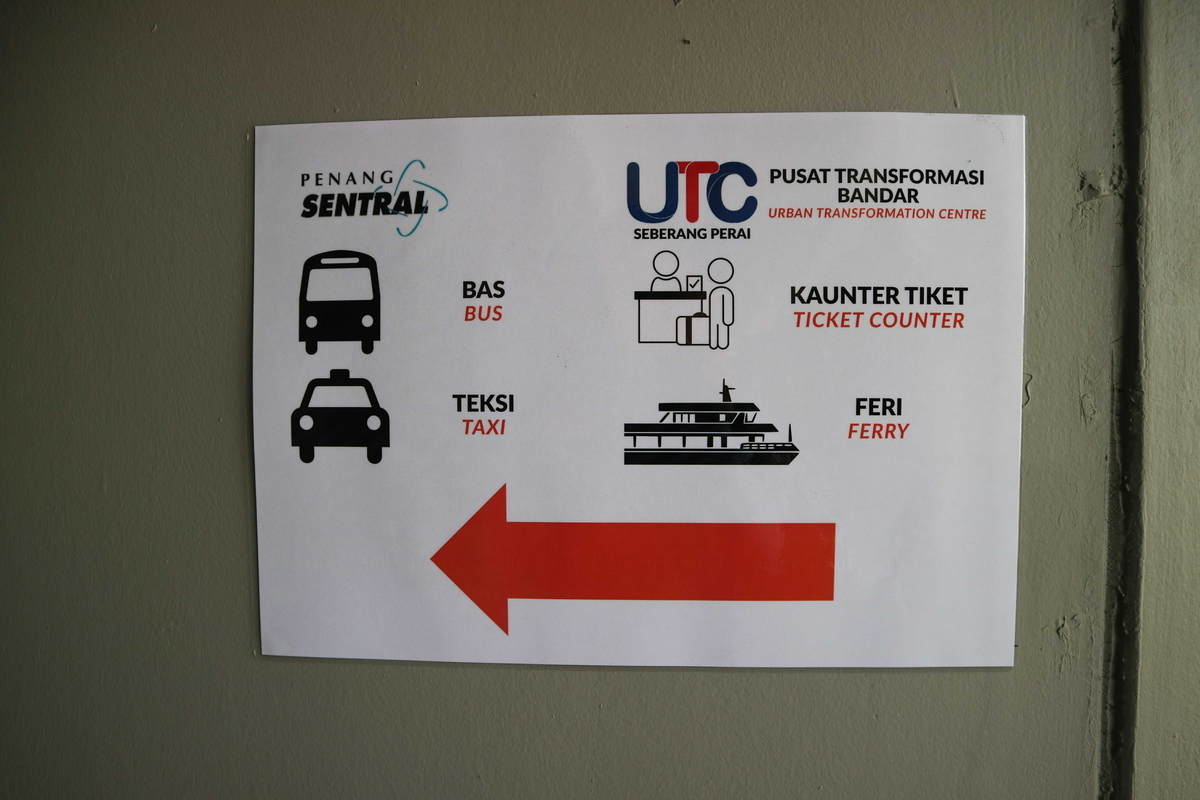 PENANG
SENTRAL
UTC
SEBERANG PERAI
PUSAT TRANSFORMASI
BANDAR
URBAN TRANSFORMATION CENTRE
BAS
BUS
KAUNTER TIKET
TICKET COUNTER
TEKSI
TAXI
FERI
FERRY